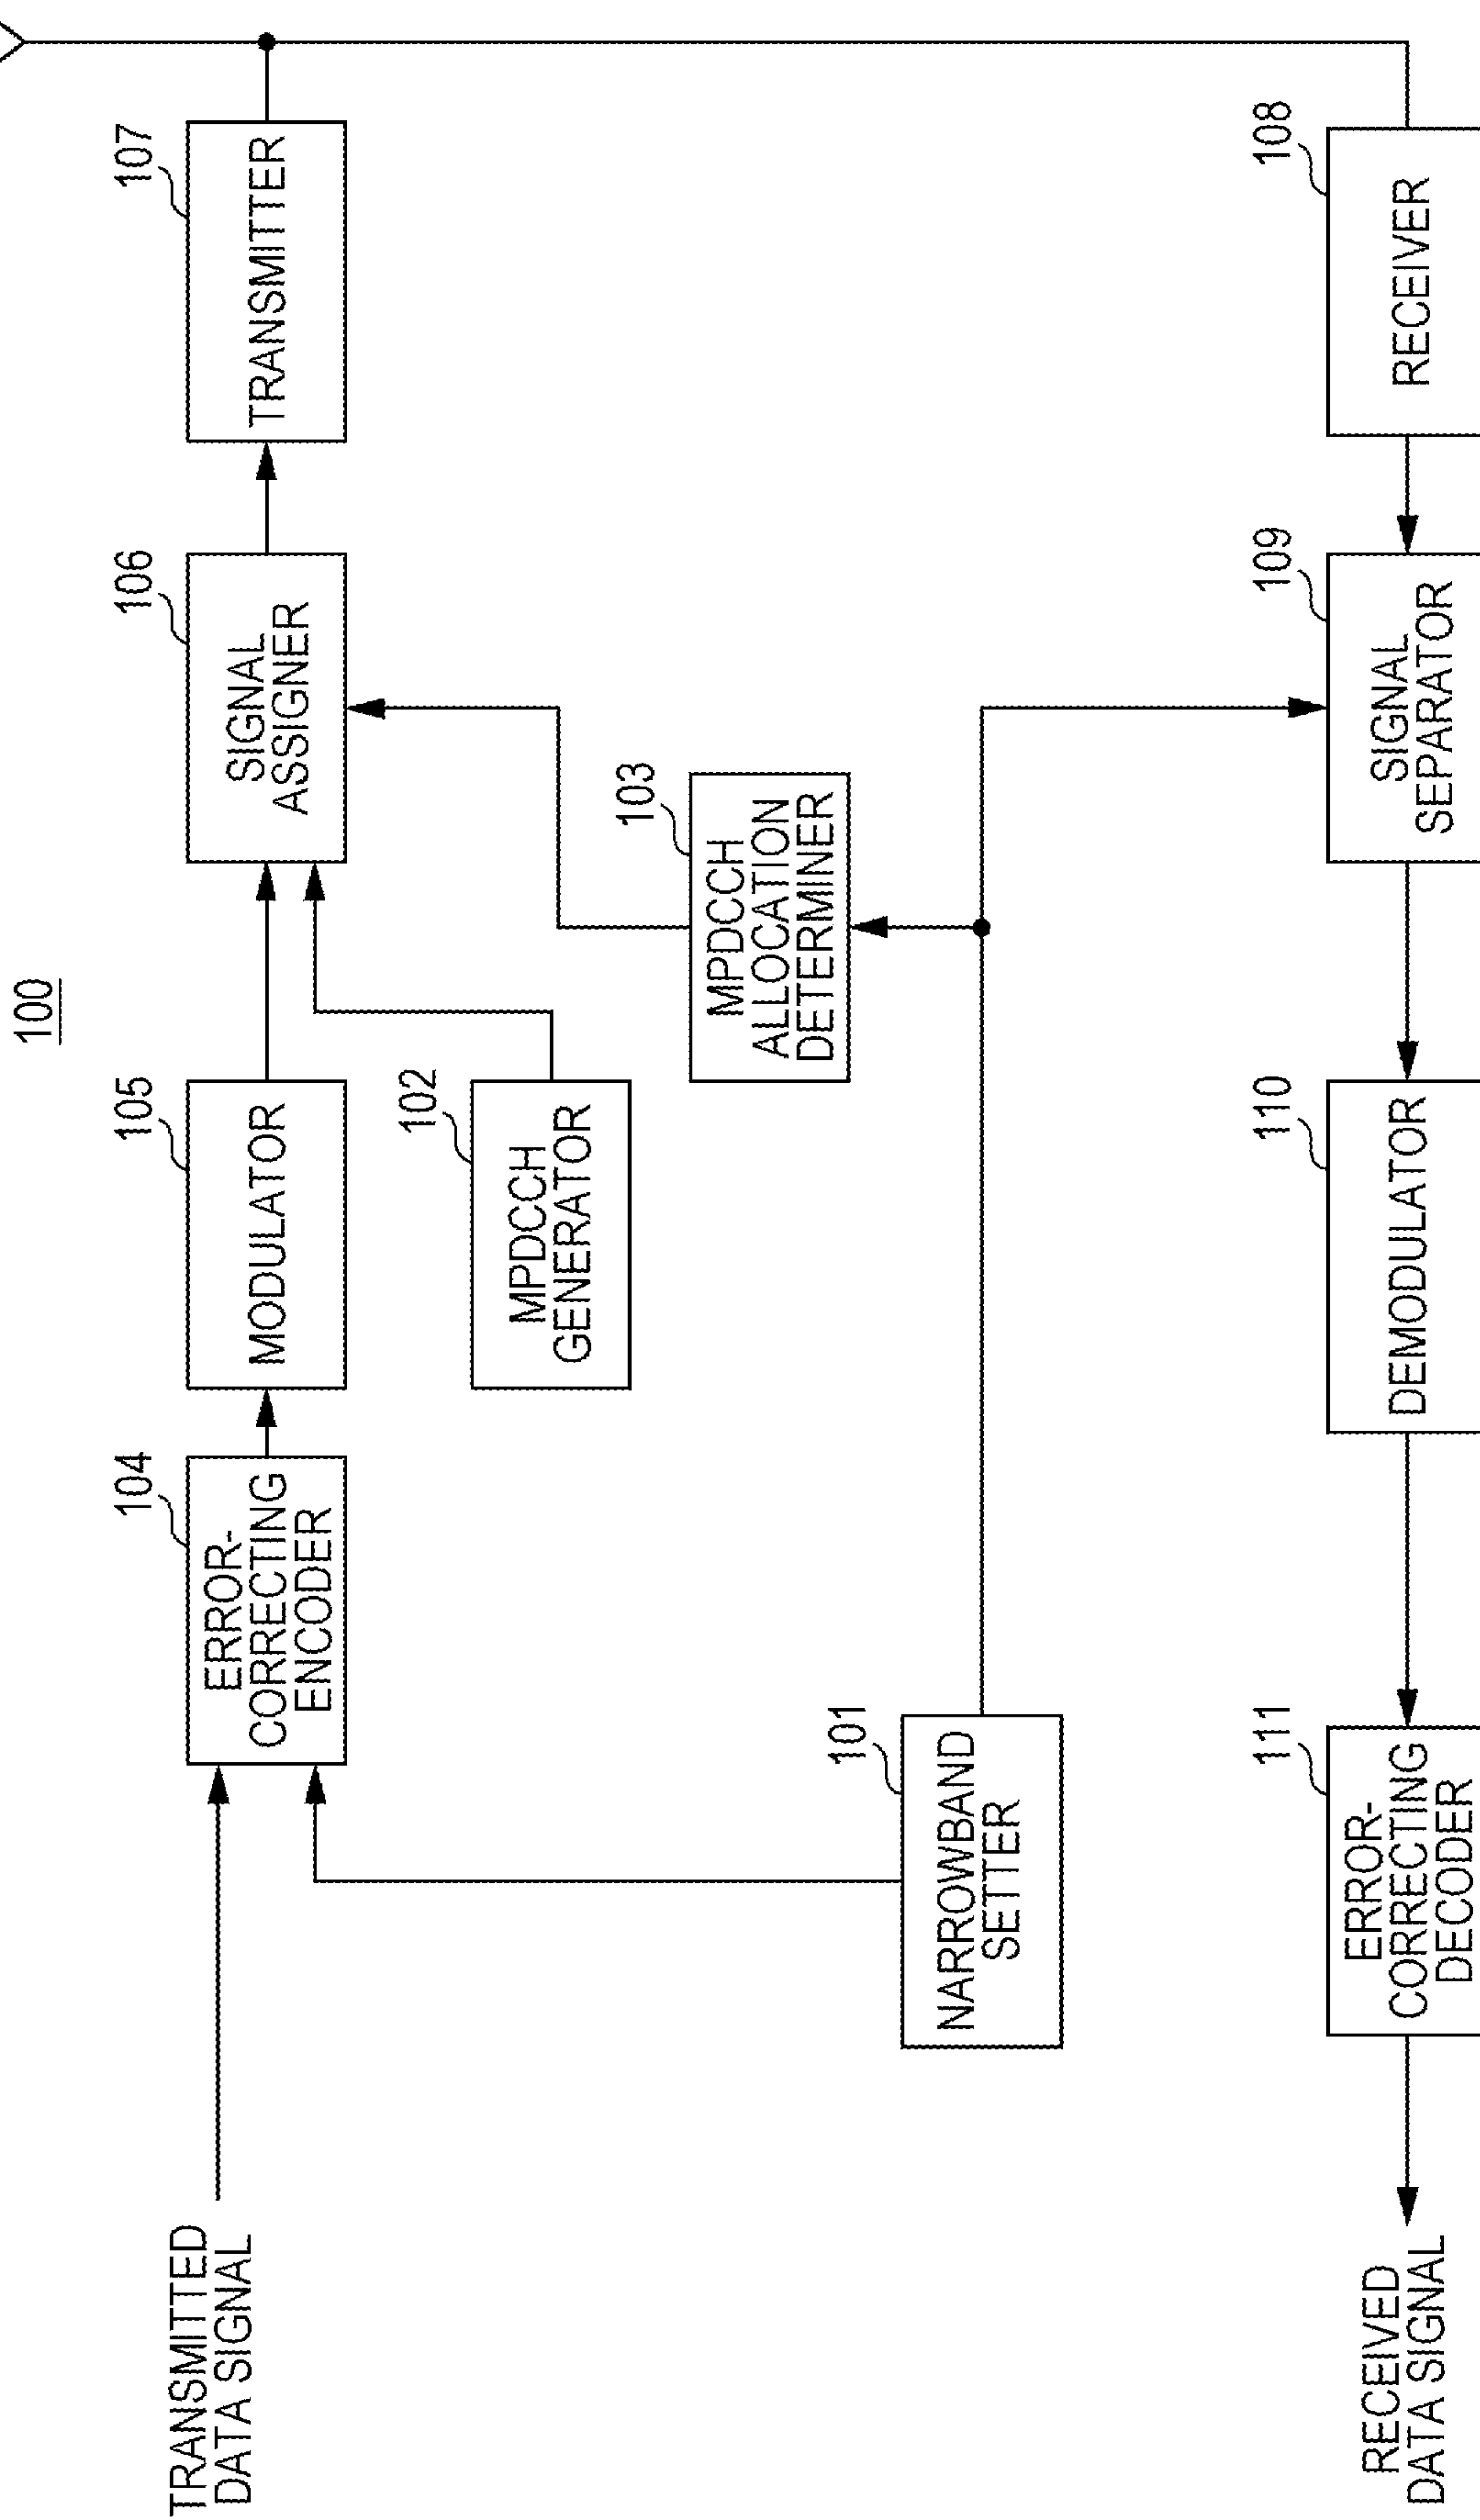 100
TRANSMITTED
DATA SIGNAL
104
ERROR-
CORRECTING
ENCODER
105
MODULATOR
106
SIGNAL
ASSIGNER
107
TRANSMITTER
102
MPDCCH
GENERATOR
103
MPDCCH
ALLOCATION
DETERMINER
101
NARROWBAND
SETTER
RECEIVED
DATA SIGNAL
111
ERROR-
CORRECTING
DECODER
110
DEMODULATOR
109
SIGNAL
SEPARATOR
108
RECEIVER